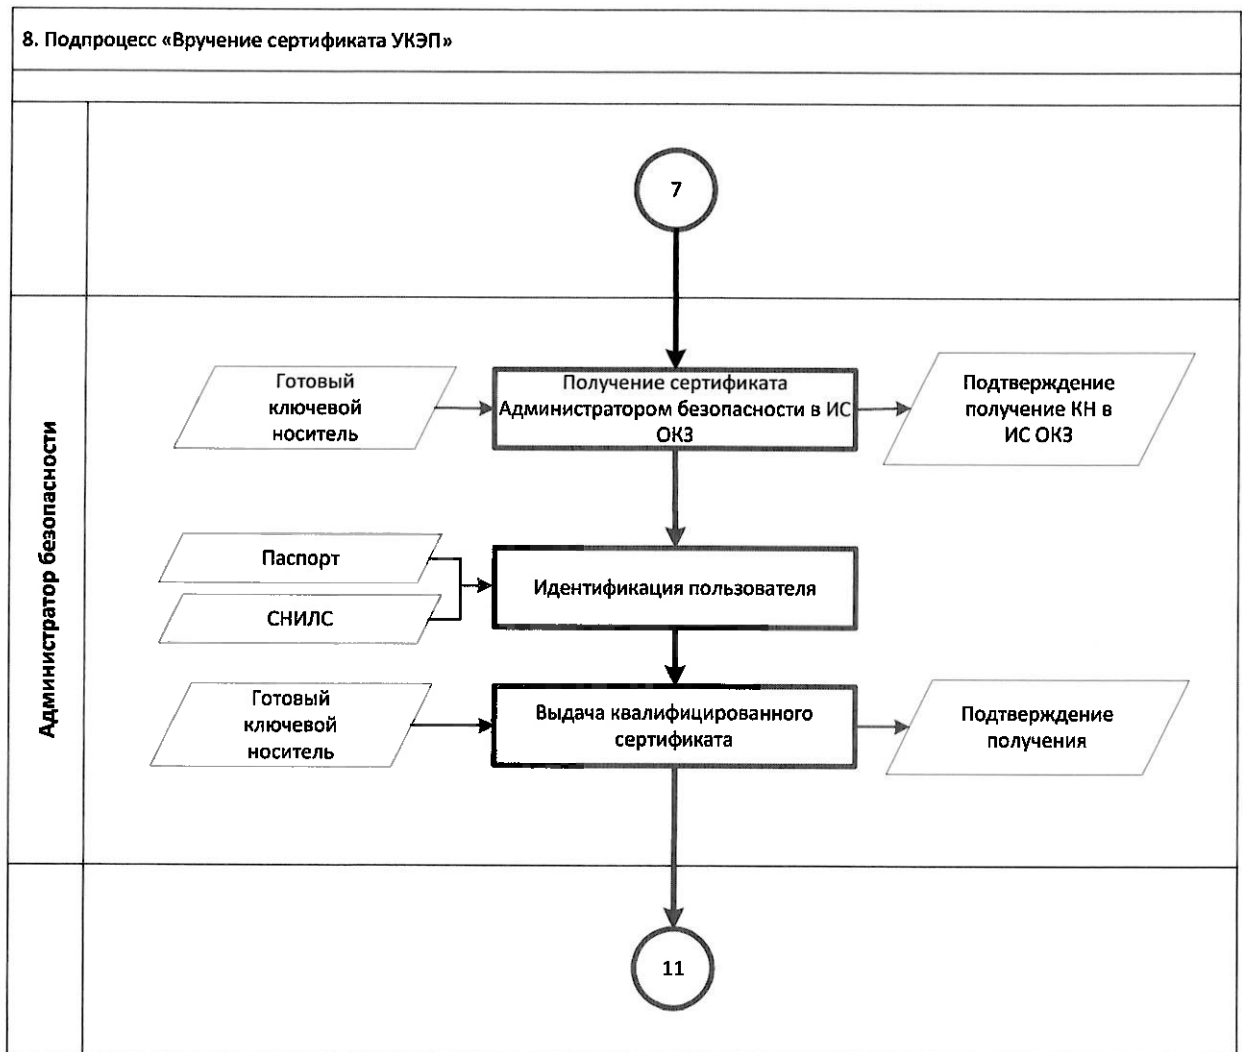 8. Подпроцесс «Вручение сертификата УКЭП»
7
Администратор безопасности
Готовый
ключевой
носитель
Получение сертификата
Администратором безопасности в ИС
ОКЗ
Подтверждение
получение КН в
ИС ОКЗ
Паспорт
СНИЛС
Идентификация пользователя
Готовый
ключевой
носитель
Выдача квалифицированного
сертификата
Подтверждение
получения
11